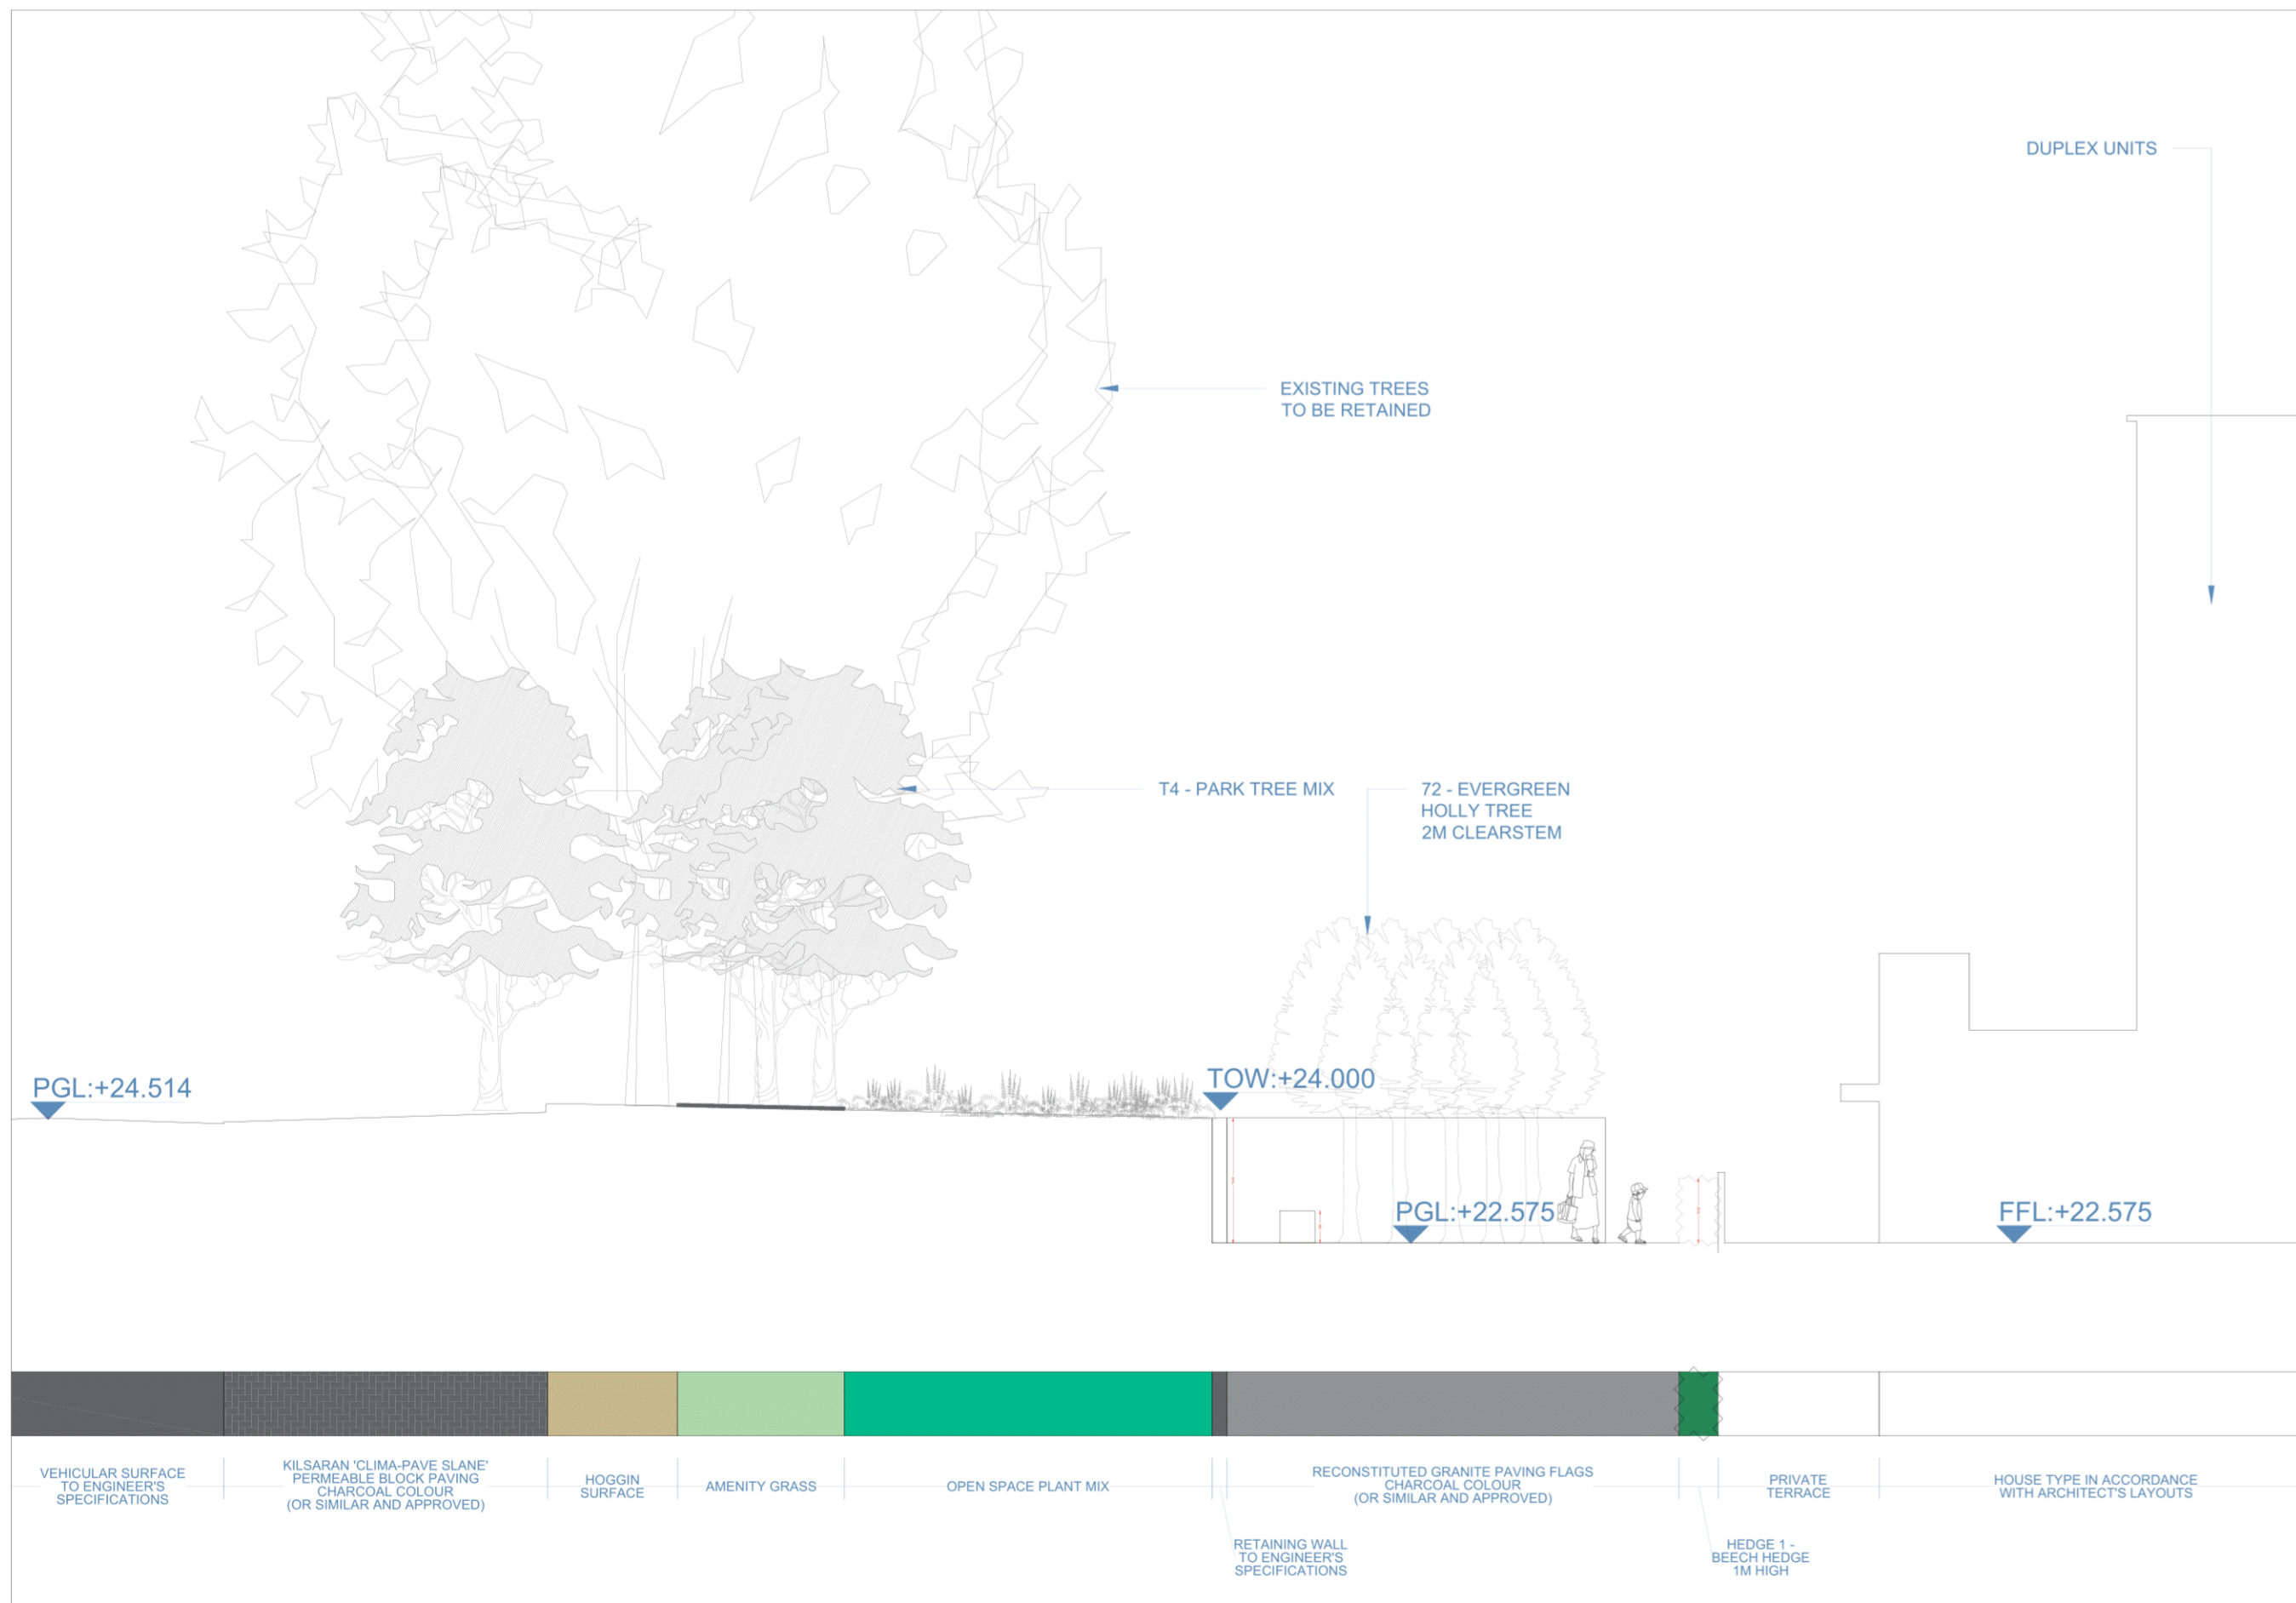 DUPLEX UNITS
EXISTING TREES
TO BE RETAINED
T4 - PARK TREE MIX
72 - EVERGREEN
HOLLY TREE
2M CLEARSTEM
PGL:+24.514
TOW:+24.000
PGL:+22.575
FFL:+22.575
VEHICULAR SURFACE
TO ENGINEER'S
SPECIFICATIONS
KILSARAN 'CLIMA-PAVE SLANE'
PERMEABLE BLOCK PAVING
CHARCOAL COLOUR
(OR SIMILAR AND APPROVED)
HOGGIN
SURFACE
AMENITY GRASS
OPEN SPACE PLANT MIX
RECONSTITUTED GRANITE PAVING FLAGS
CHARCOAL COLOUR
(OR SIMILAR AND APPROVED)
PRIVATE
TERRACE
HOUSE TYPE IN ACCORDANCE
WITH ARCHITECT'S LAYOUTS
RETAINING WALL
TO ENGINEER'S
SPECIFICATIONS
HEDGE 1 -
BEECH HEDGE
1M HIGH